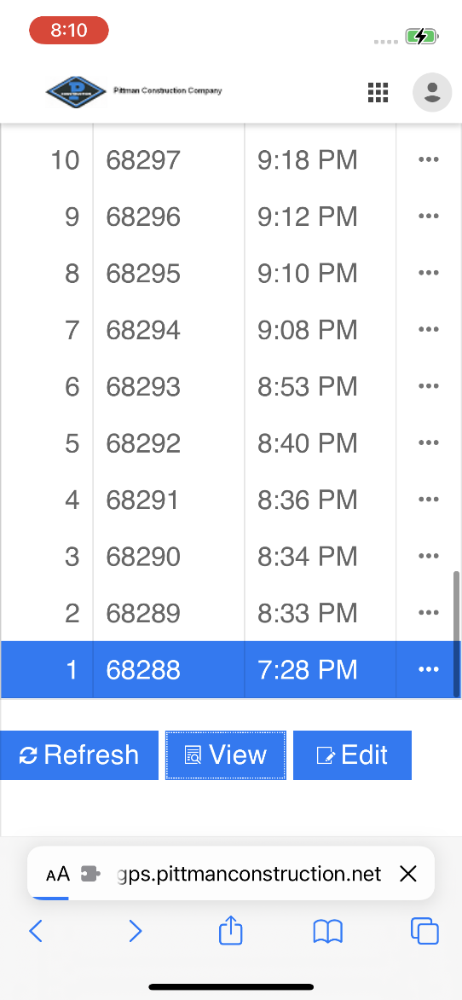 8:10
P
CONSTRUCTION
Pittman Construction Company
10 68297 9:18 PM ...
9 68296 9:12 PM ...
8 68295 9:10 PM ...
7 68294 9:08 PM ...
6 68293 8:53 PM ...
5 68292 8:40 PM ...
4 68291 8:36 PM ...
3 68290 8:34 PM ...
2 68289 8:33 PM ...
1 68288 7:28 PM ...
Refresh View Edit
AA gps.pittmanconstruction.net